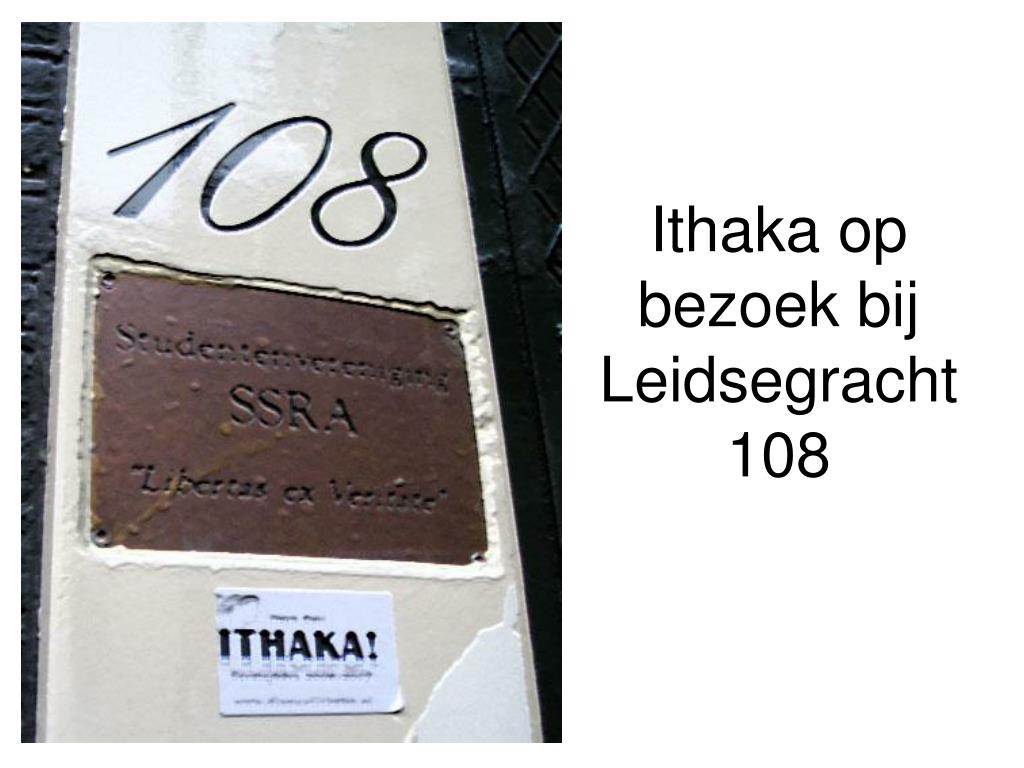 108
Studentenvereniging
SSRA
"Libertas ex Veritate"
ITHAKA!
Ithaka op
bezoek bij
Leidsegracht
108